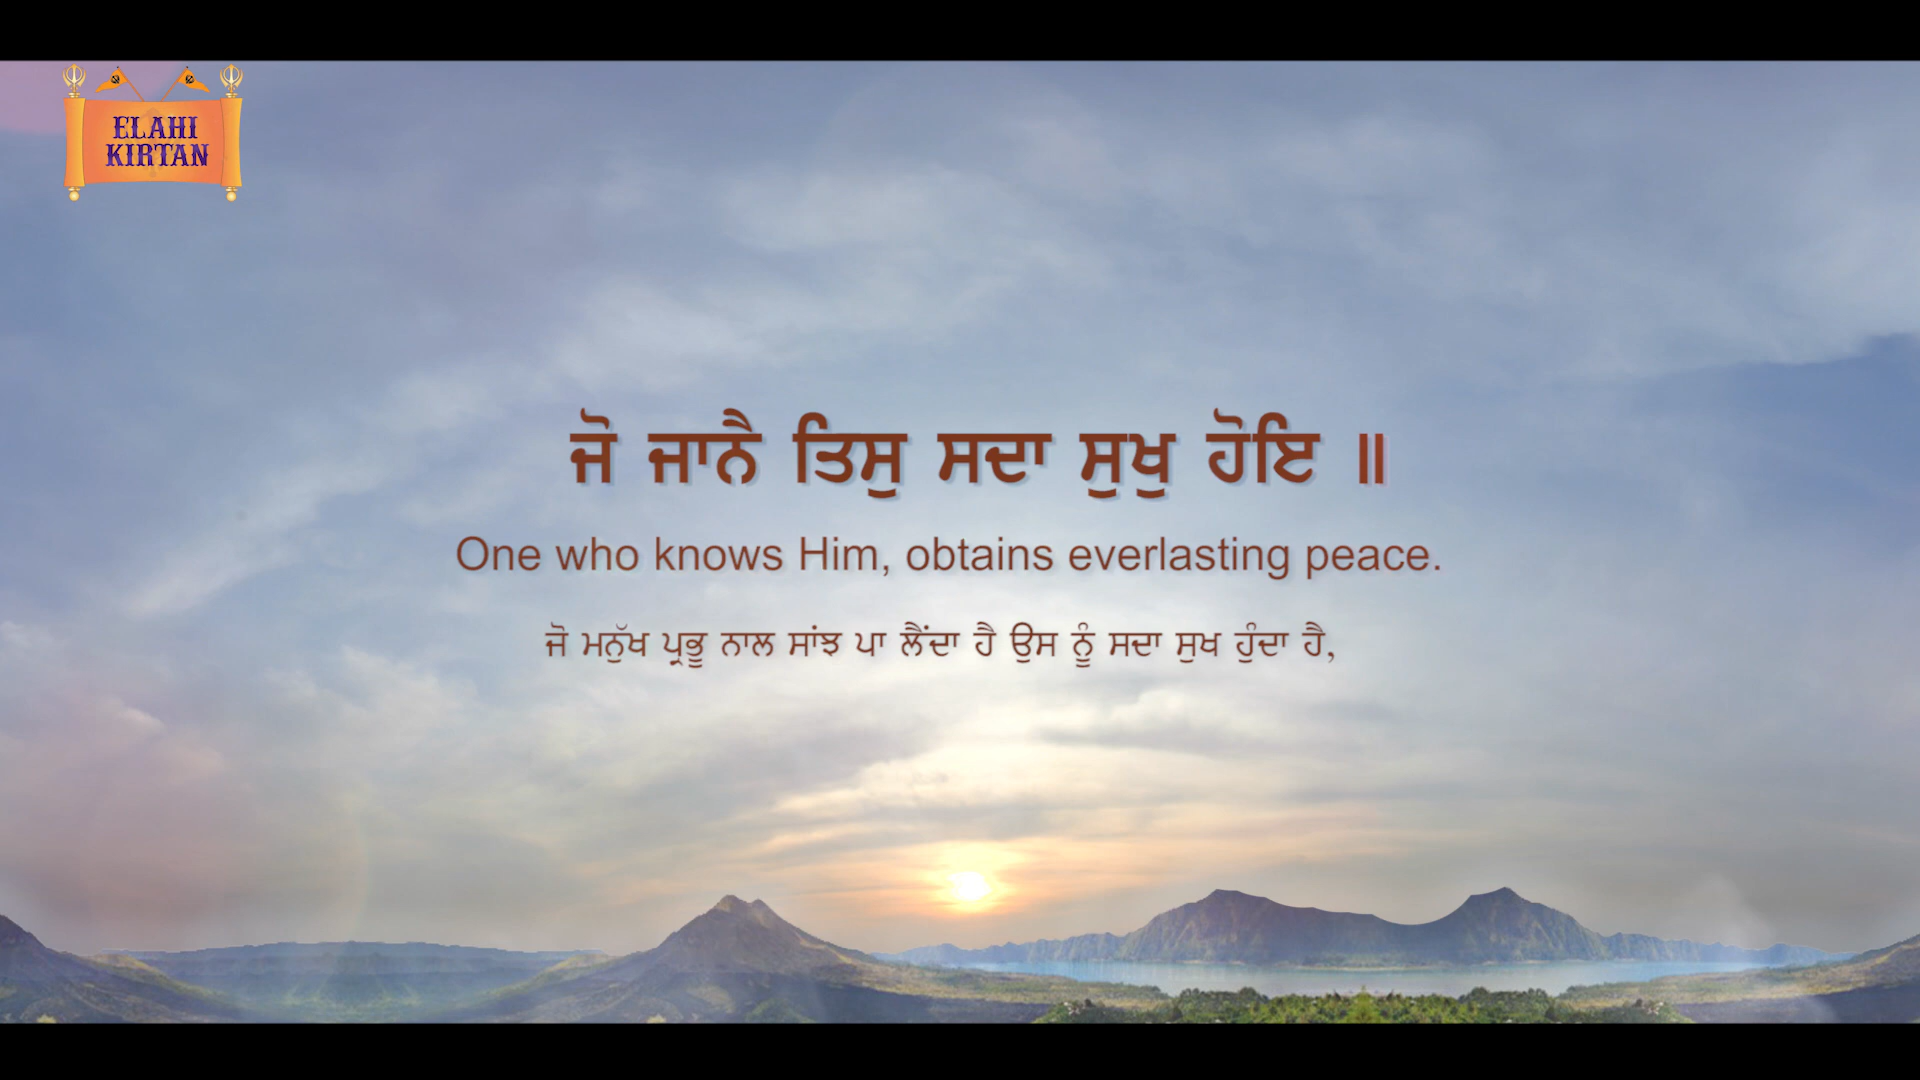 ELAHI
KIRTAN
ਜੋ ਜਾਨੈ ਤਿਸੁ ਸਦਾ ਸੁਖੁ ਹੋਇ ॥
One who knows Him, obtains everlasting peace.
ਜੋ ਮਨੁੱਖ ਪ੍ਰਭੂ ਨਾਲ ਸਾਂਝ ਪਾ ਲੈਂਦਾ ਹੈ ਉਸ ਨੂੰ ਸਦਾ ਸੁਖ ਹੁੰਦਾ ਹੈ,